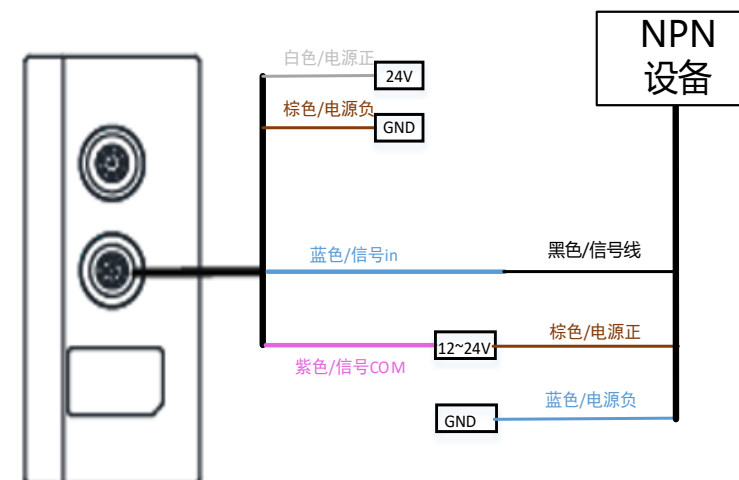 NPN
设备
白色/电源正
24V
棕色/电源负
GND
蓝色/信号in
黑色/信号线
棕色/电源正
12~24V
紫色/信号COM
蓝色/电源负
GND